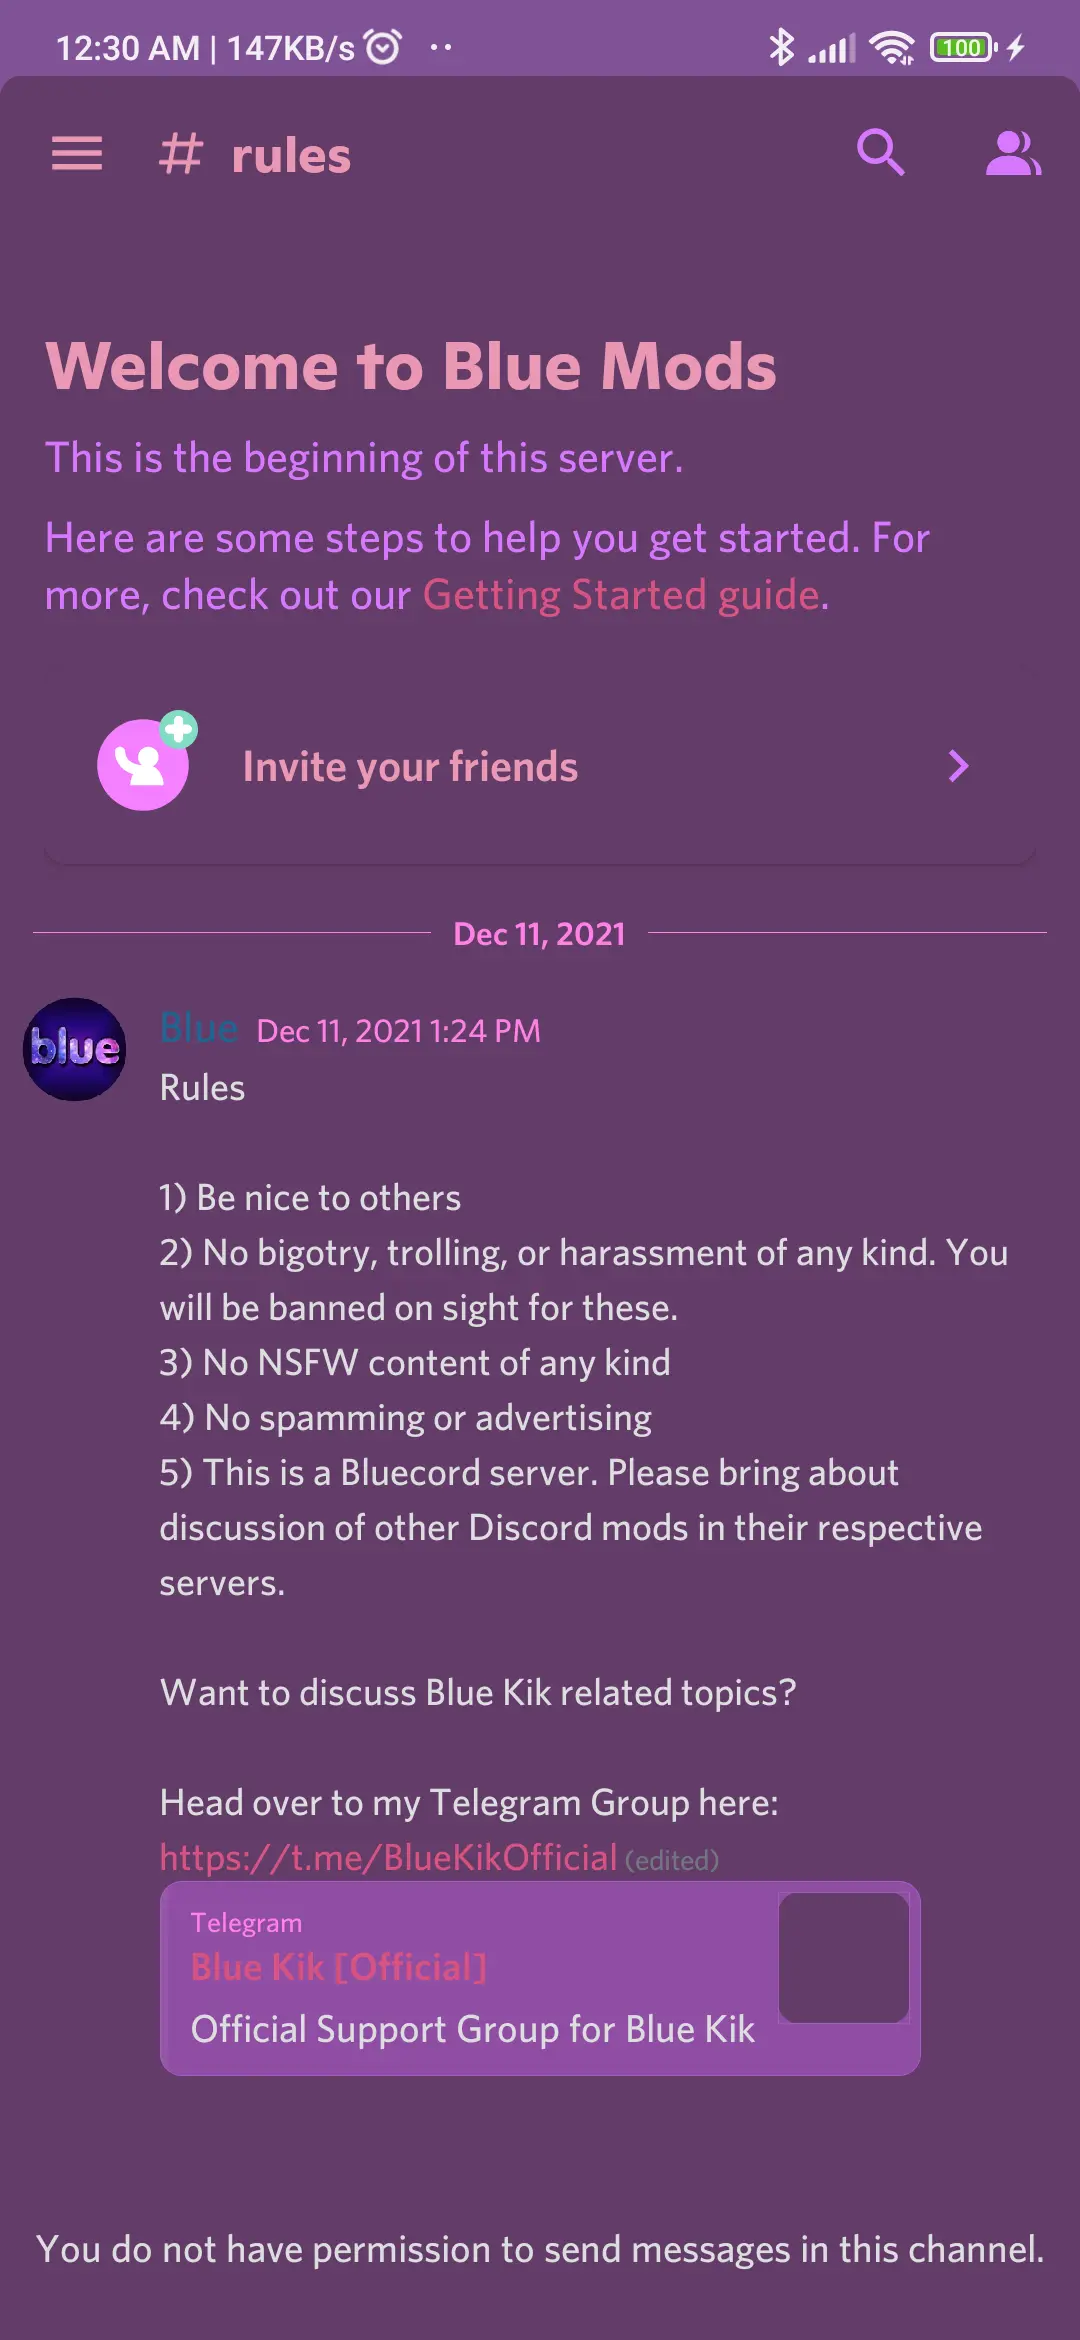 12:30 AM | 147KB/s
100
# rules
Welcome to Blue Mods
This is the beginning of this server.
Here are some steps to help you get started. For
more, check out our Getting Started guide.
Invite your friends
Dec 11, 2021
blue
Blue Dec 11, 2021 1:24 PM
Rules
1) Be nice to others
2) No bigotry, trolling, or harassment of any kind. You
will be banned on sight for these.
3) No NSFW content of any kind
4) No spamming or advertising
5) This is a Bluecord server. Please bring about
discussion of other Discord mods in their respective
servers.
Want to discuss Blue Kik related topics?
Head over to my Telegram Group here:
https://t.me/BlueKikOfficial (edited)
Telegram
Blue Kik [Official]
Official Support Group for Blue Kik
You do not have permission to send messages in this channel.